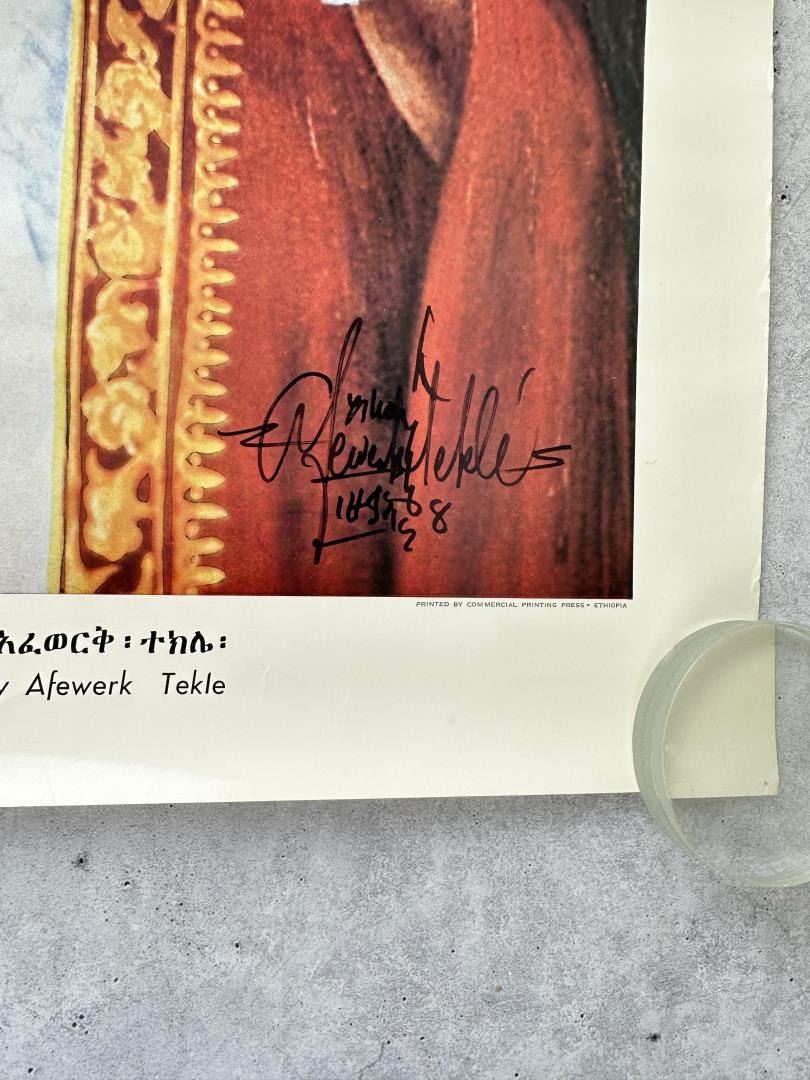 Afewerk Tekle
PRINTED BY COMMERCIAL PRINTING PRESS - ETHIOPIA
አፈወርቅ ፡ ተክሌ ፡
y Afewerk Tekle